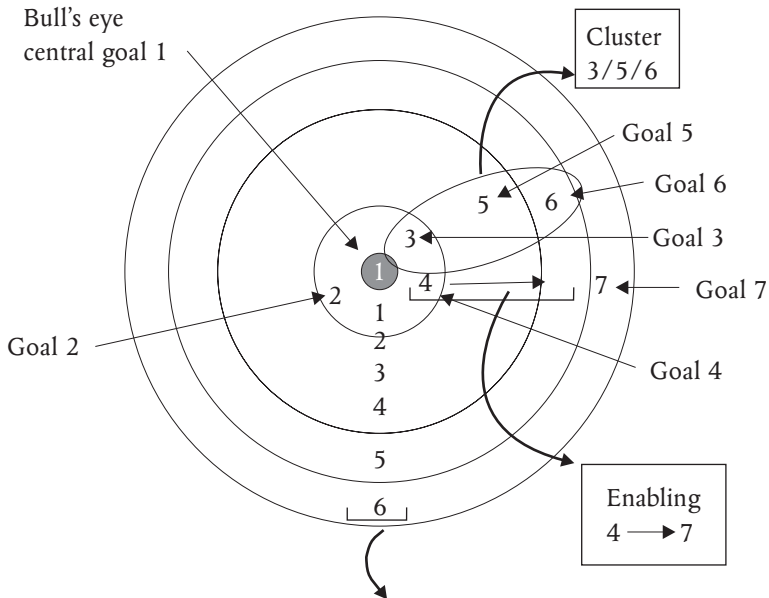 Bull's eye
central goal 1
Cluster
3/5/6
Goal 5
5
6
Goal 6
3
Goal 3
1
4
7
Goal 7
2
1
Goal 2
2
3
Goal 4
4
5
6
Enabling
4 → 7